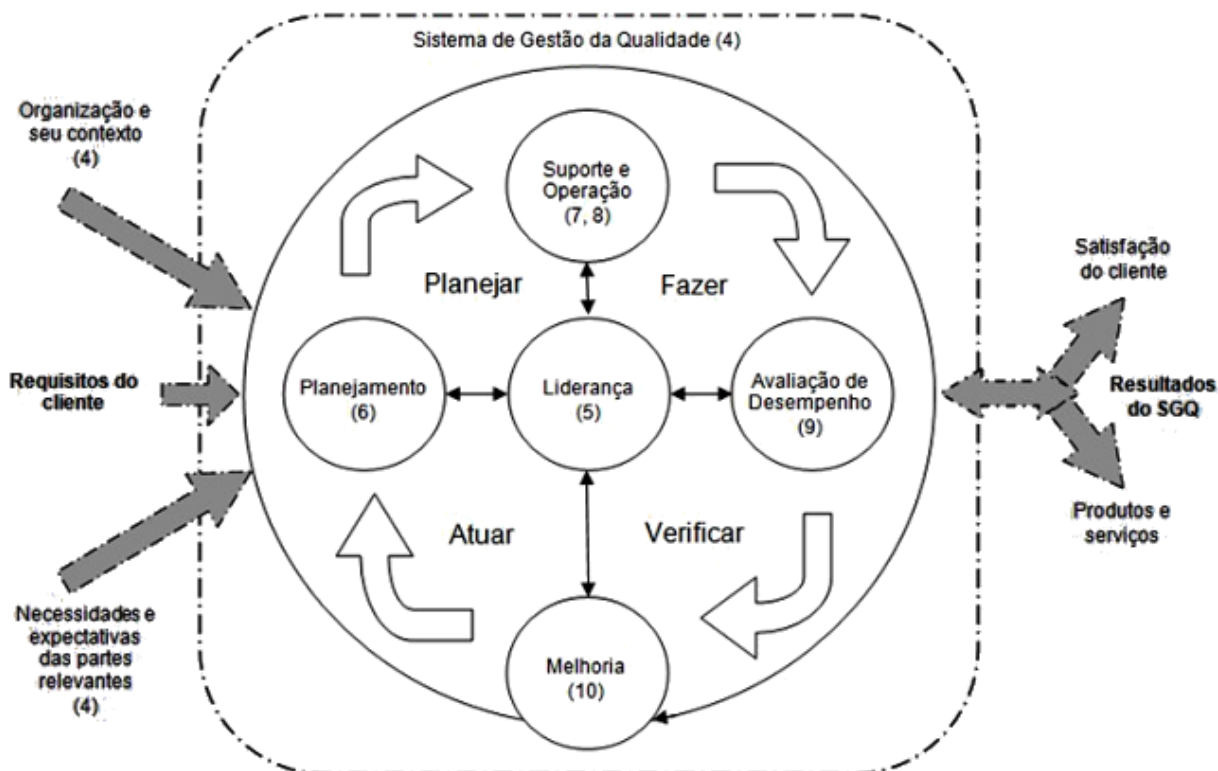 Sistema de Gestão da Qualidade (4)
Organização e
seu contexto
(4)
Suporte e
Operação
(7, 8)
Planejar
Fazer
Satisfação
do cliente
Requisitos do
cliente
Planejamento
(6)
Liderança
(5)
Avaliação de
Desempenho
(9)
Resultados
do SGQ
Atuar
Verificar
Produtos e
serviços
Necessidades e
expectativas
das partes
relevantes
(4)
Melhoria
(10)